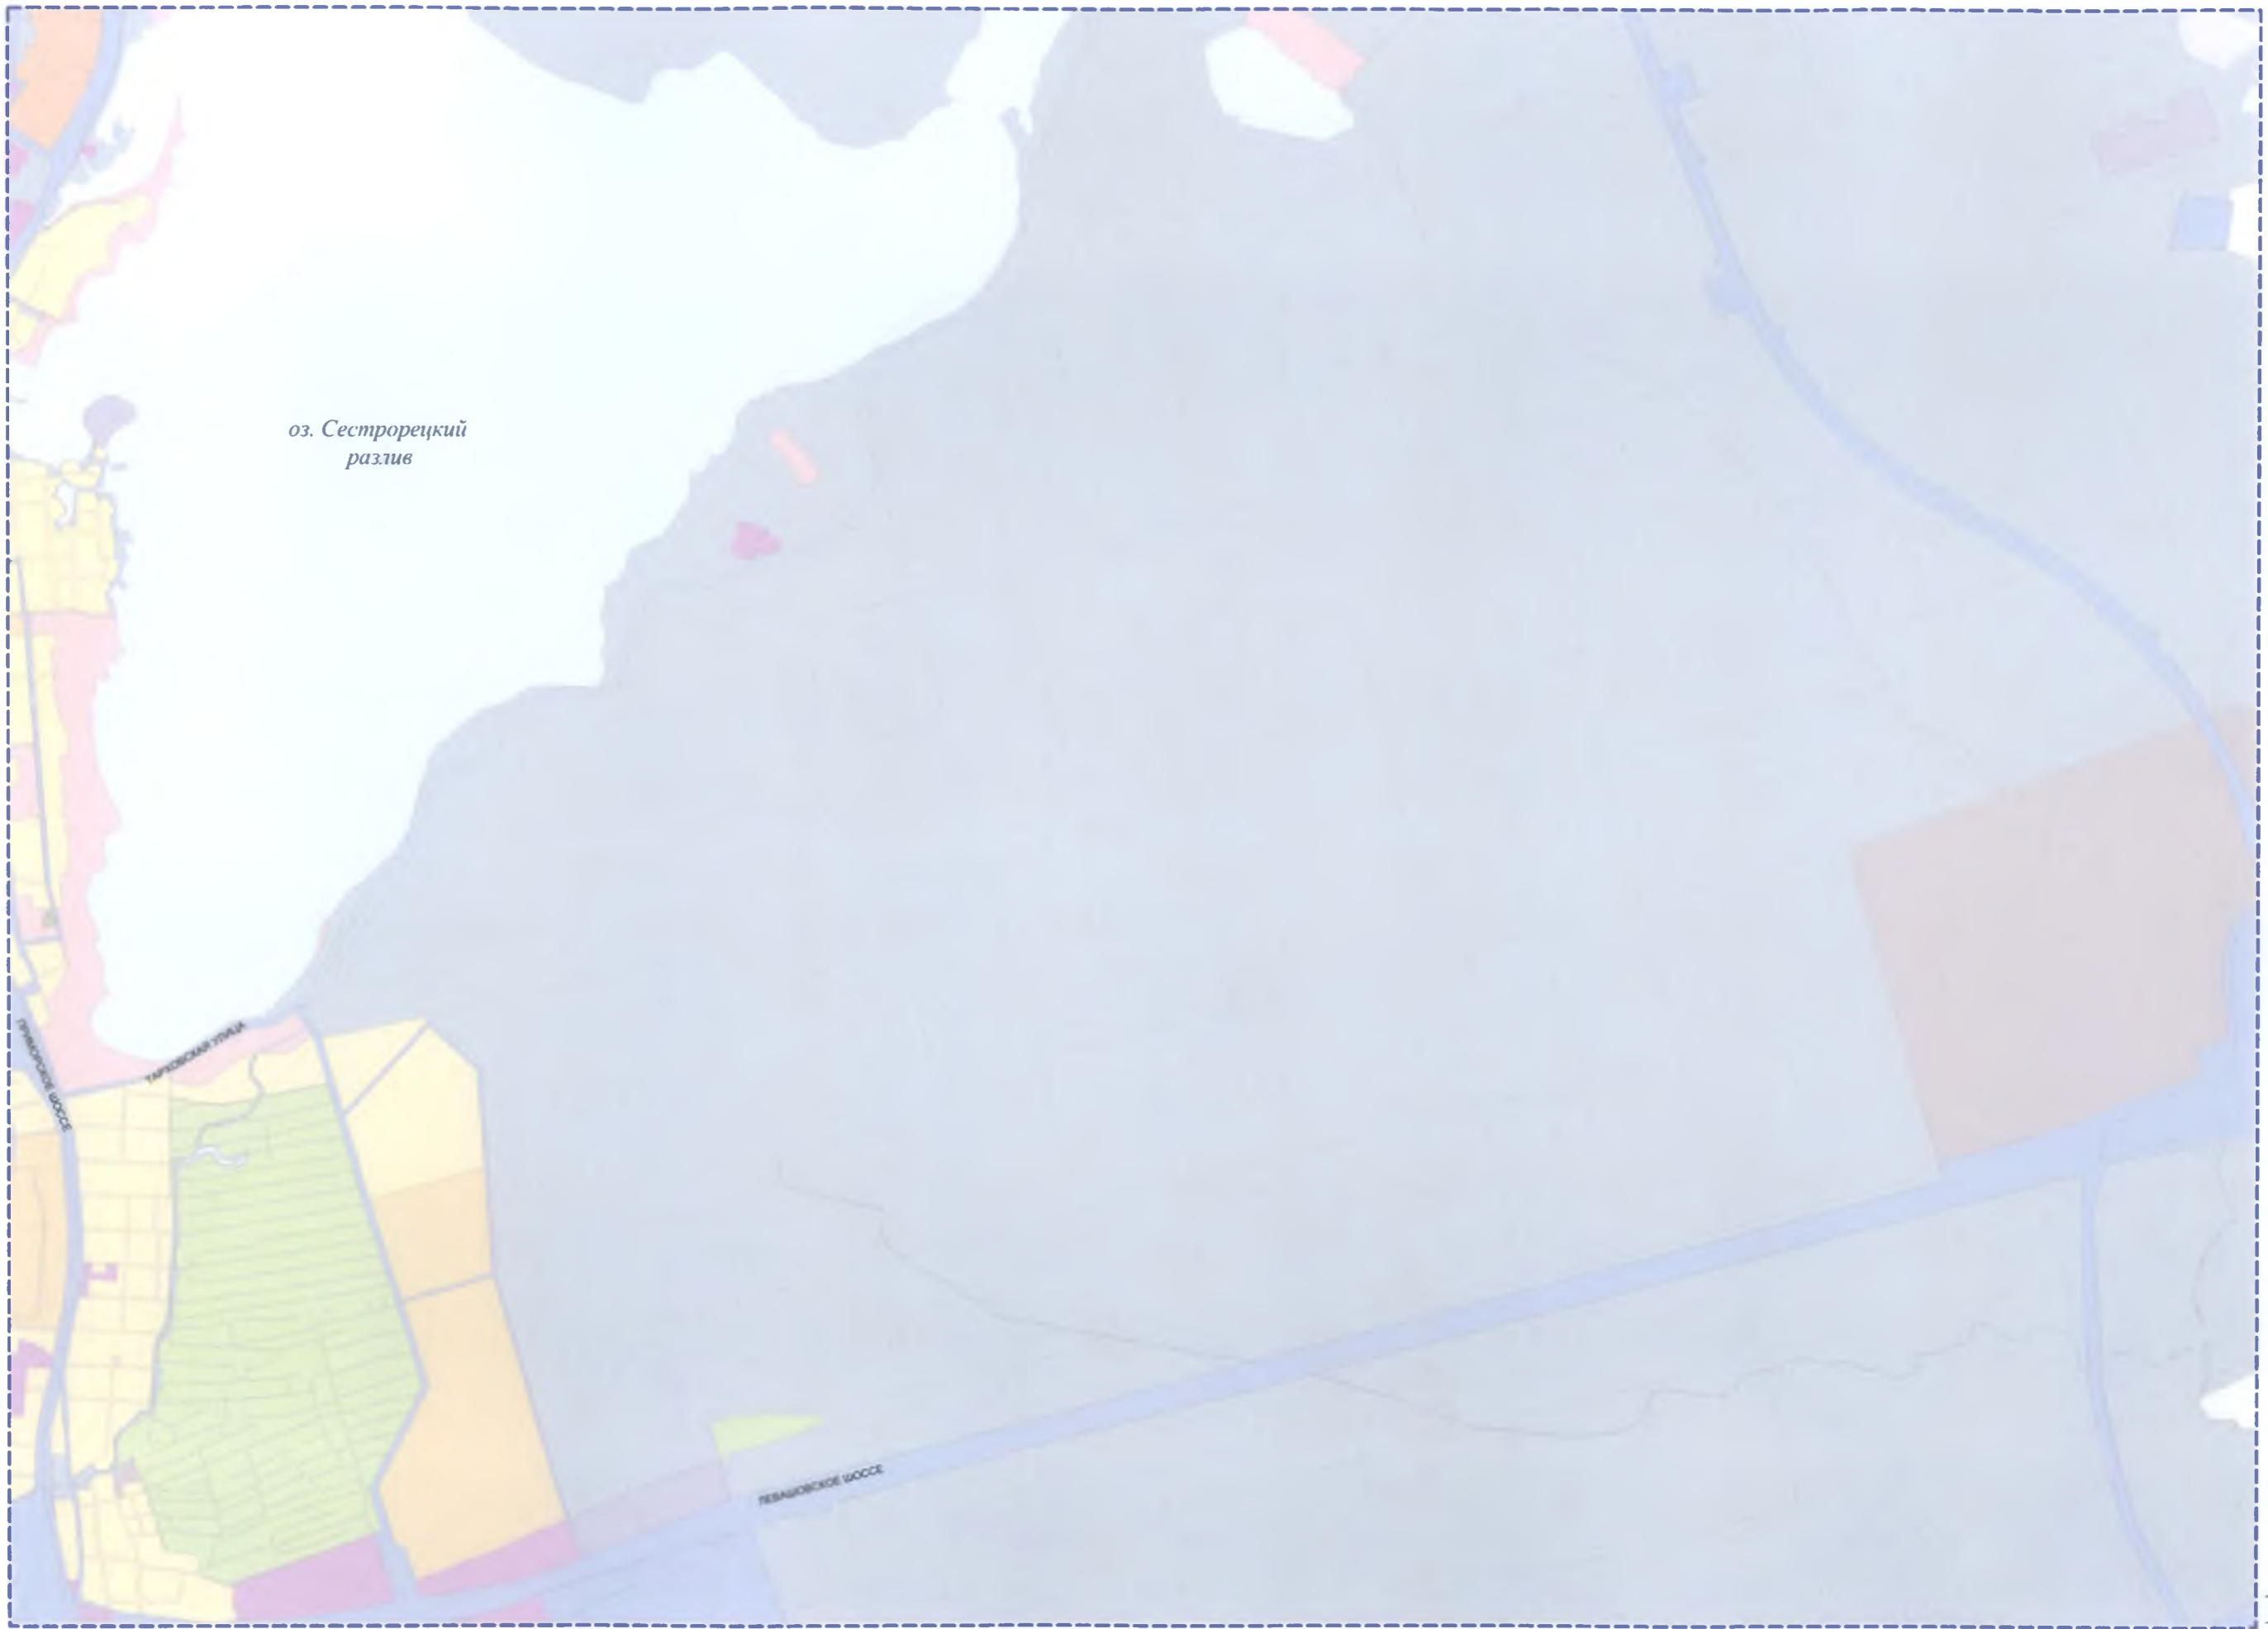 оз. Сестрорецкий
разлив
ПРИМОРСКОЕ ШОССЕ
ТАРХОВСКАЯ УЛИЦА
ЛЕВАШОВСКОЕ ШОССЕ